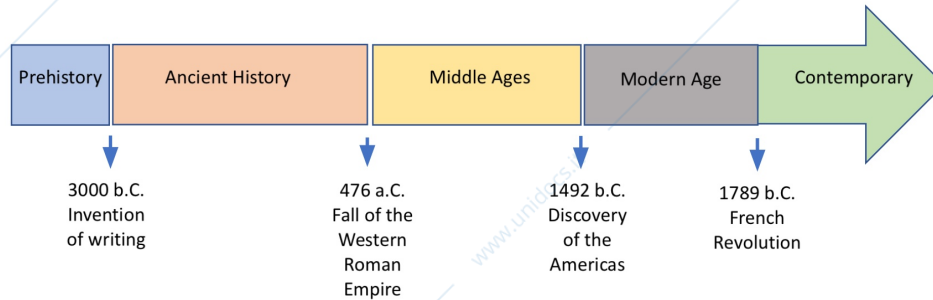 Prehistory
Ancient History
Middle Ages
Modern Age
Contemporary
3000 b.C.
Invention
of writing
476 a.C.
Fall of the
Western
Roman
Empire
1492 b.C.
Discovery
of the
Americas
1789 b.C.
French
Revolution